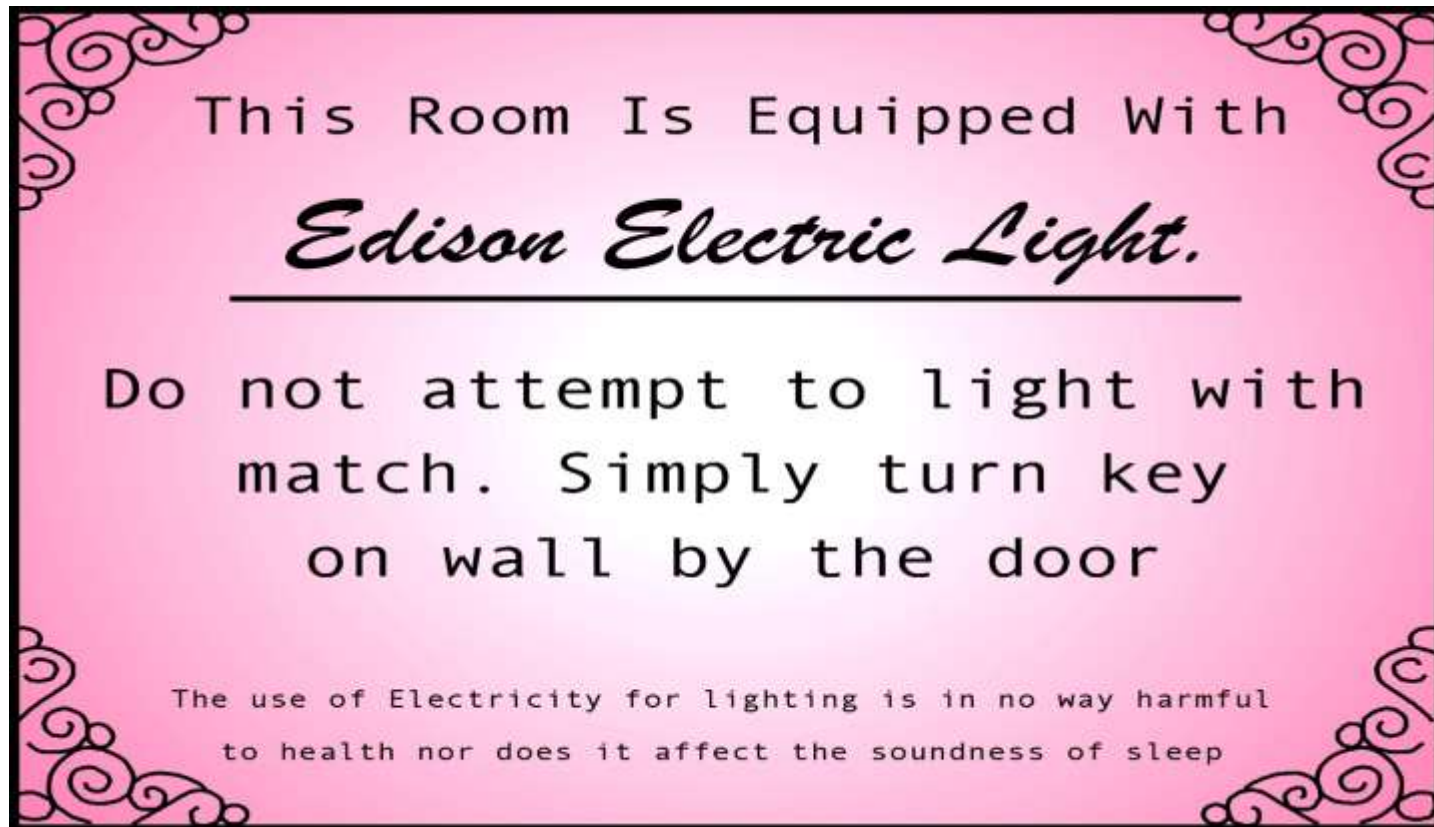 This Room Is Equipped With
Edison Electric Light.
Do not attempt to light with
match. Simply turn key
on wall by the door
The use of Electricity for lighting is in no way harmful
to health nor does it affect the soundness of sleep